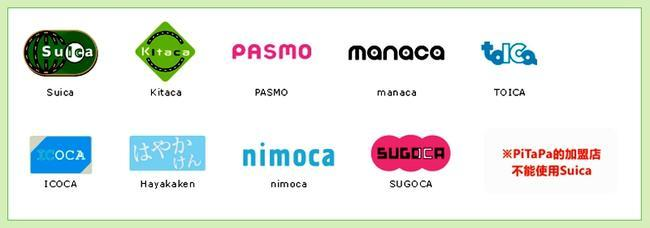 Suica
Kitaca
PASMO
manaca
TOICA
Suica
Kitaca
PASMO
manaca
TOICA
ICOCA
はやか
けん
nimoca
SUGOCA
※PiTaPa的加盟店
不能使用Suica
ICOCA
Hayakaken
nimoca
SUGOCA